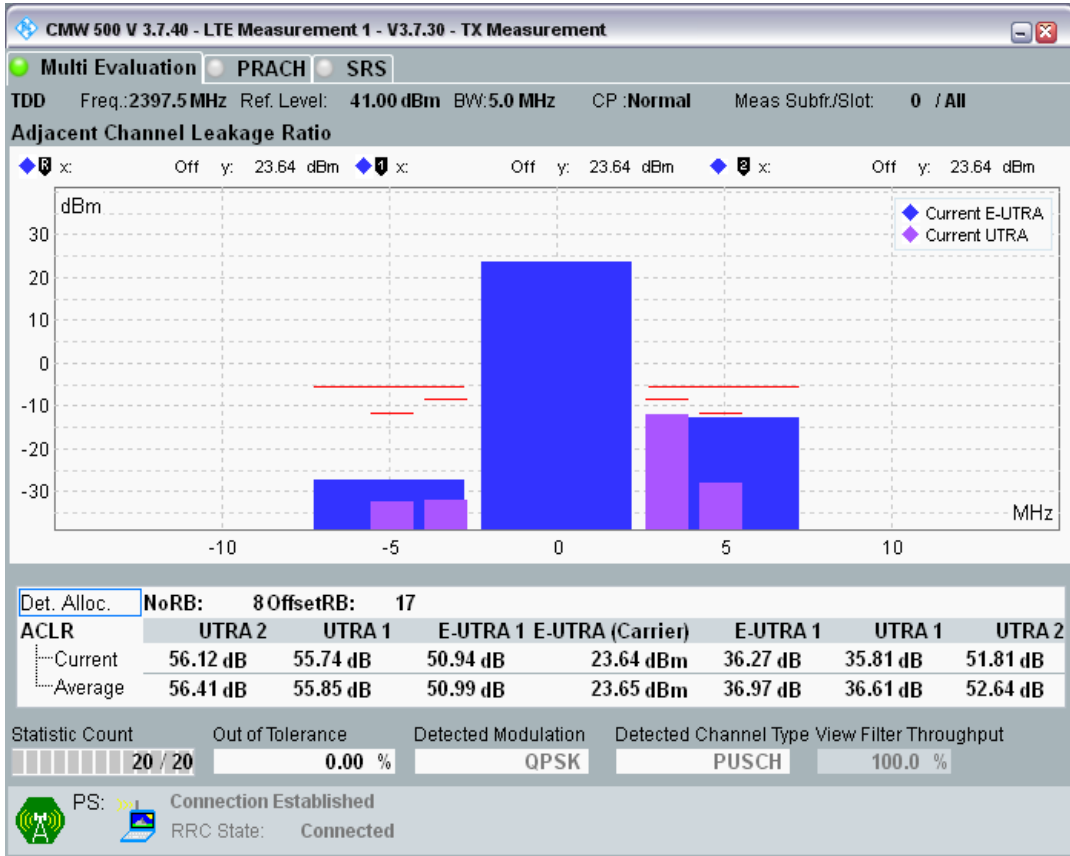 CMW 500 V 3.7.40 - LTE Measurement 1 - V3.7.30 - TX Measurement
Multi Evaluation PRACH SRS
TDD Freq.:2397.5 MHz Ref. Level: 41.00 dBm BW:5.0 MHz CP :Normal Meas Subfr./Slot: 0 / All
Adjacent Channel Leakage Ratio
R x: Off y: 23.64 dBm 1 x: Off y: 23.64 dBm 2 x: Off y: 23.64 dBm
dBm
Current E-UTRA
Current UTRA
30
20
10
0
-10
-20
-30
MHz
-10 -5 0 5 10
Det. Alloc. NoRB: 8 OffsetRB: 17
ACLR UTRA 2 UTRA 1 E-UTRA 1 E-UTRA (Carrier) E-UTRA 1 UTRA 1 UTRA 2
Current 56.12 dB 55.74 dB 50.94 dB 23.64 dBm 36.27 dB 35.81 dB 51.81 dB
Average 56.41 dB 55.85 dB 50.99 dB 23.65 dBm 36.97 dB 36.61 dB 52.64 dB
Statistic Count Out of Tolerance Detected Modulation Detected Channel Type View Filter Throughput
20 / 20 0.00 % QPSK PUSCH 100.0 %
PS: Connection Established
RRC State: Connected